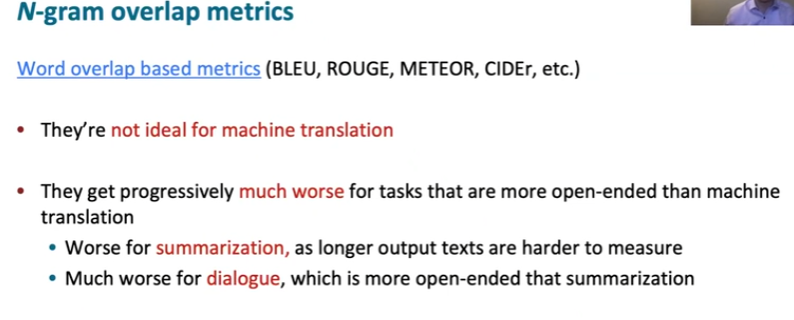 N-gram overlap metrics
Word overlap based metrics (BLEU, ROUGE, METEOR, CIDEr, etc.)
• They’re not ideal for machine translation
• They get progressively much worse for tasks that are more open-ended than machine
translation
• Worse for summarization, as longer output texts are harder to measure
• Much worse for dialogue, which is more open-ended that summarization